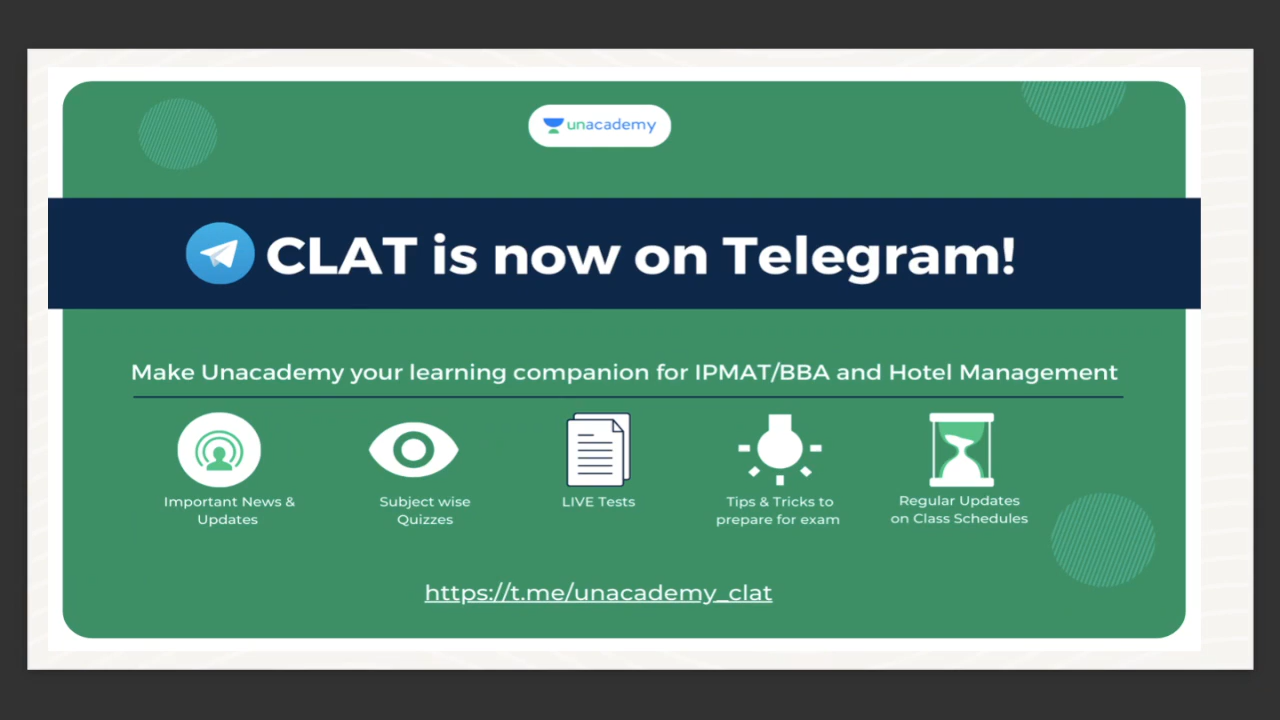 unacademy
CLAT is now on Telegram!
Make Unacademy your learning companion for IPMAT/BBA and Hotel Management
Important News &
Updates
Subject wise
Quizzes
LIVE Tests
Tips & Tricks to
prepare for exam
Regular Updates
on Class Schedules
https://t.me/unacademy_clat